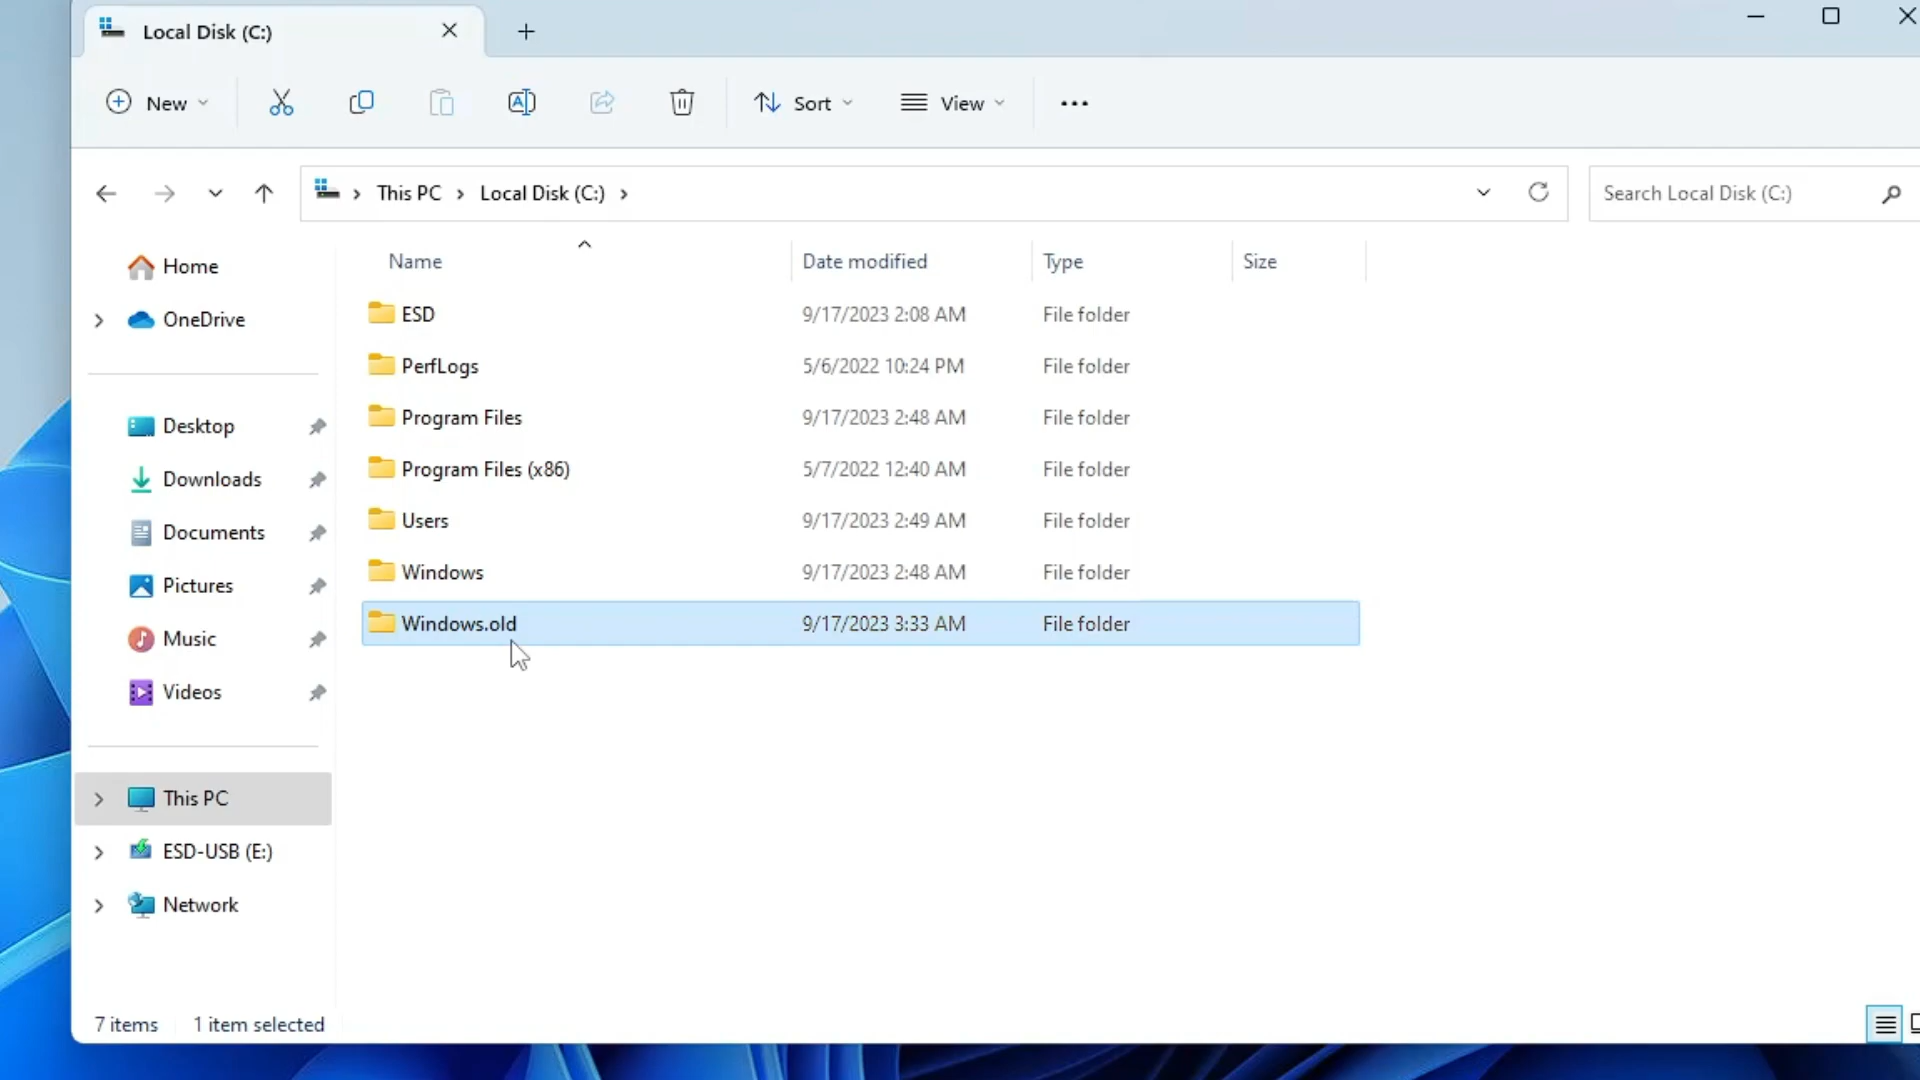 Local Disk (C:)
New
Sort
View
This PC
Local Disk (C:)
Search Local Disk (C:)
Home
OneDrive
Desktop
Downloads
Documents
Pictures
Music
Videos
This PC
ESD-USB (E:)
Network
Name Date modified Type Size
ESD 9/17/2023 2:08 AM File folder
PerfLogs 5/6/2022 10:24 PM File folder
Program Files 9/17/2023 2:48 AM File folder
Program Files (x86) 5/7/2022 12:40 AM File folder
Users 9/17/2023 2:49 AM File folder
Windows 9/17/2023 2:48 AM File folder
Windows.old 9/17/2023 3:33 AM File folder
7 items 1 item selected